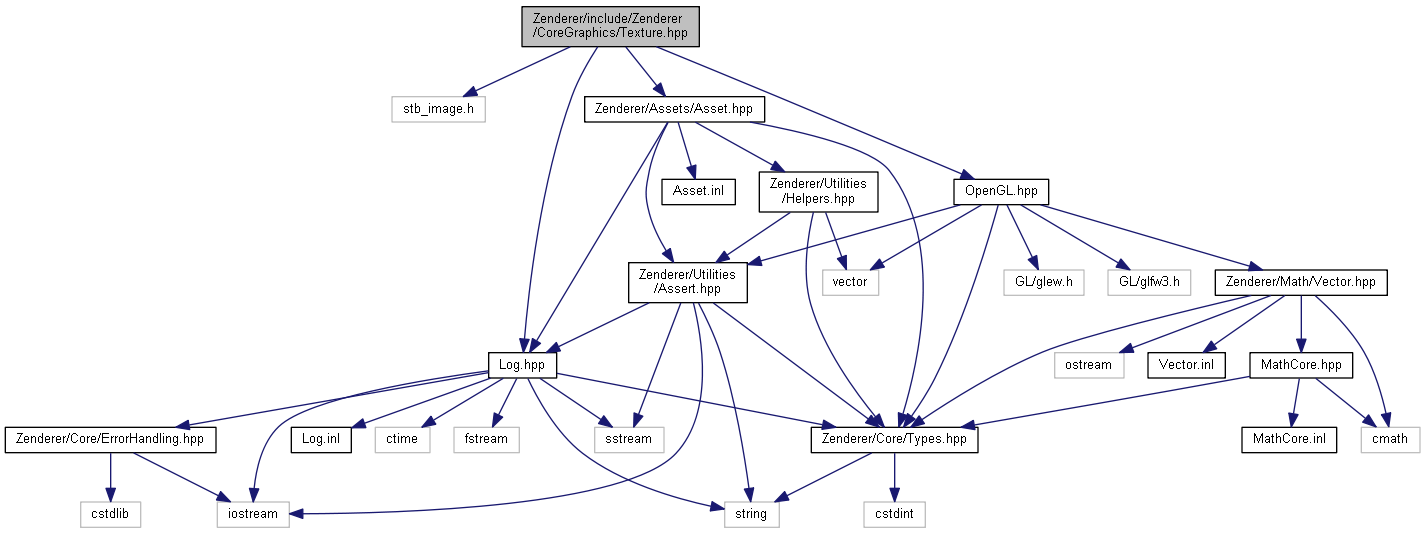 Zenderer/include/Zenderer
/CoreGraphics/Texture.hpp
stb_image.h
Zenderer/Assets/Asset.hpp
Asset.inl
Zenderer/Utilities
/Helpers.hpp
OpenGL.hpp
Zenderer/Utilities
/Assert.hpp
vector
GL/glew.h
GL/glfw3.h
Zenderer/Math/Vector.hpp
Log.hpp
ostream
Vector.inl
MathCore.hpp
Zenderer/Core/ErrorHandling.hpp
Log.inl
ctime
fstream
sstream
Zenderer/Core/Types.hpp
MathCore.inl
cmath
cstdlib
iostream
string
cstdint